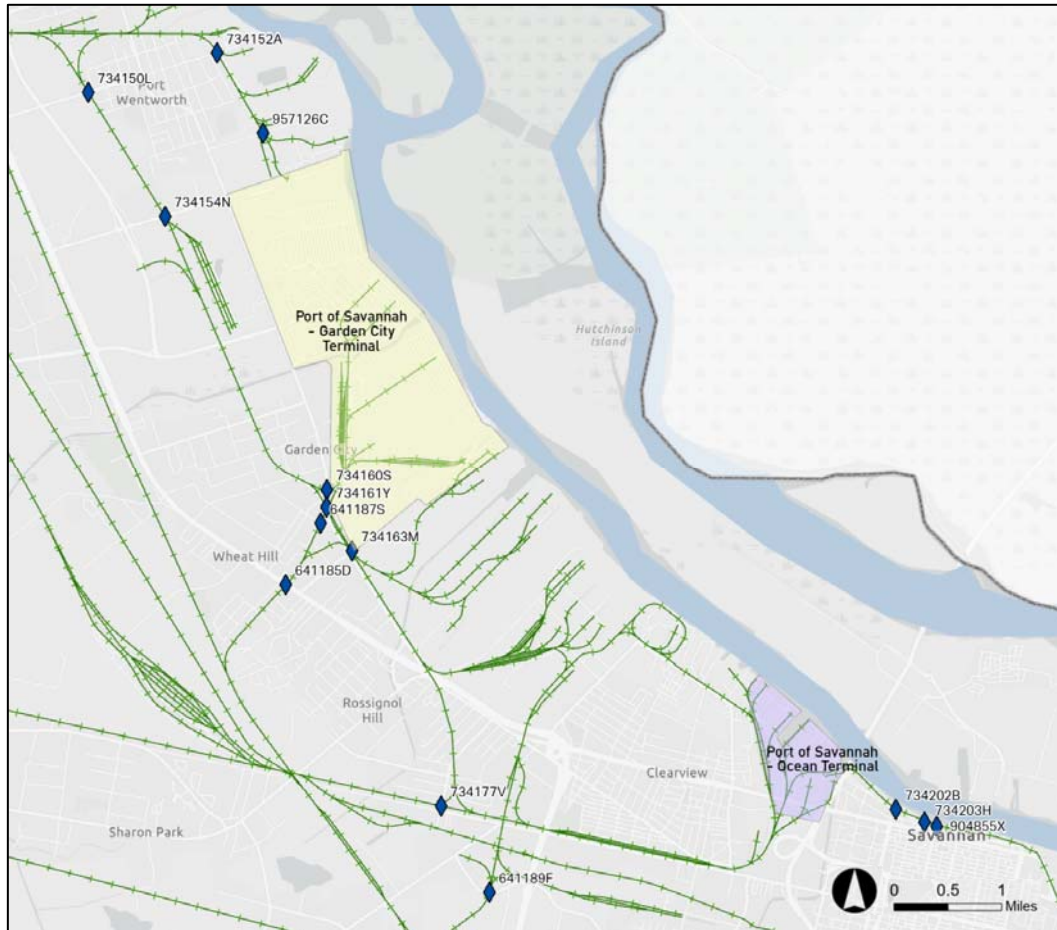 734152A
734150L
Port
Wentworth
957126C
734154N
Port of Savannah
- Garden City
Terminal
Hutchinson
Island
Garden City
734160S
734161Y
641187S
734163M
Wheat Hill
641185D
Rossignol
Hill
Port of Savannah
- Ocean Terminal
Clearview
734177V
734202B
734203H
904855X
Savannah
Sharon Park
641189F
0 0.5 1
Miles